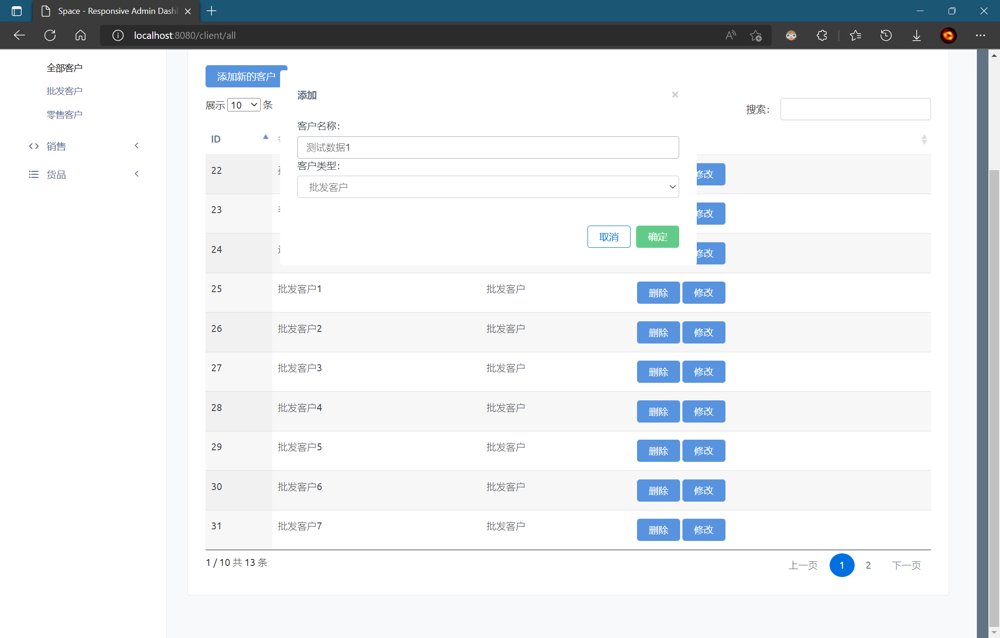 Space - Responsive Admin Dash
localhost:8080/client/all
全部客户
批发客户
零售客户
销售
货品
添加新的客户
展示 10 条
搜索：
添加
×
客户名称：
测试数据1
客户类型：
批发客户
取消 确定
ID
22 修改
23 修改
24 修改
25 批发客户1 批发客户 删除 修改
26 批发客户2 批发客户 删除 修改
27 批发客户3 批发客户 删除 修改
28 批发客户4 批发客户 删除 修改
29 批发客户5 批发客户 删除 修改
30 批发客户6 批发客户 删除 修改
31 批发客户7 批发客户 删除 修改
1 / 10 共 13 条
上一页 1 2 下一页